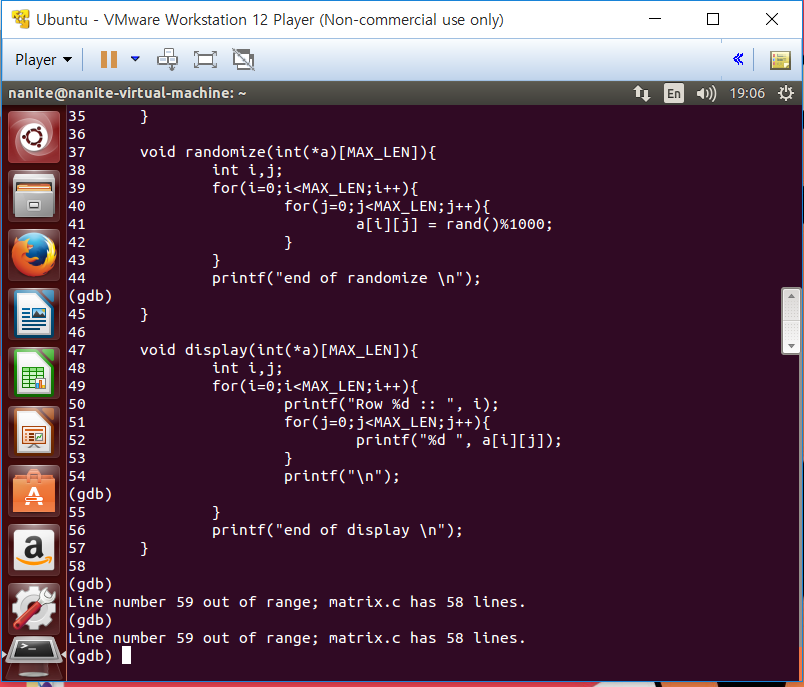 Ubuntu - VMware Workstation 12 Player (Non-commercial use only)
Player
nanite@nanite-virtual-machine: ~
En
19:06
35      }
36
37      void randomize(int(*a)[MAX_LEN]){
38              int i,j;
39              for(i=0;i<MAX_LEN;i++){
40                      for(j=0;j<MAX_LEN;j++){
41                              a[i][j] = rand()%1000;
42                      }
43              }
44              printf("end of randomize \n");
(gdb)
45      }
46
47      void display(int(*a)[MAX_LEN]){
48              int i,j;
49              for(i=0;i<MAX_LEN;i++){
50                      printf("Row %d :: ", i);
51                      for(j=0;j<MAX_LEN;j++){
52                              printf("%d ", a[i][j]);
53                      }
54                      printf("\n");
(gdb)
55              }
56              printf("end of display \n");
57      }
58
(gdb)
Line number 59 out of range; matrix.c has 58 lines.
(gdb)
Line number 59 out of range; matrix.c has 58 lines.
(gdb)